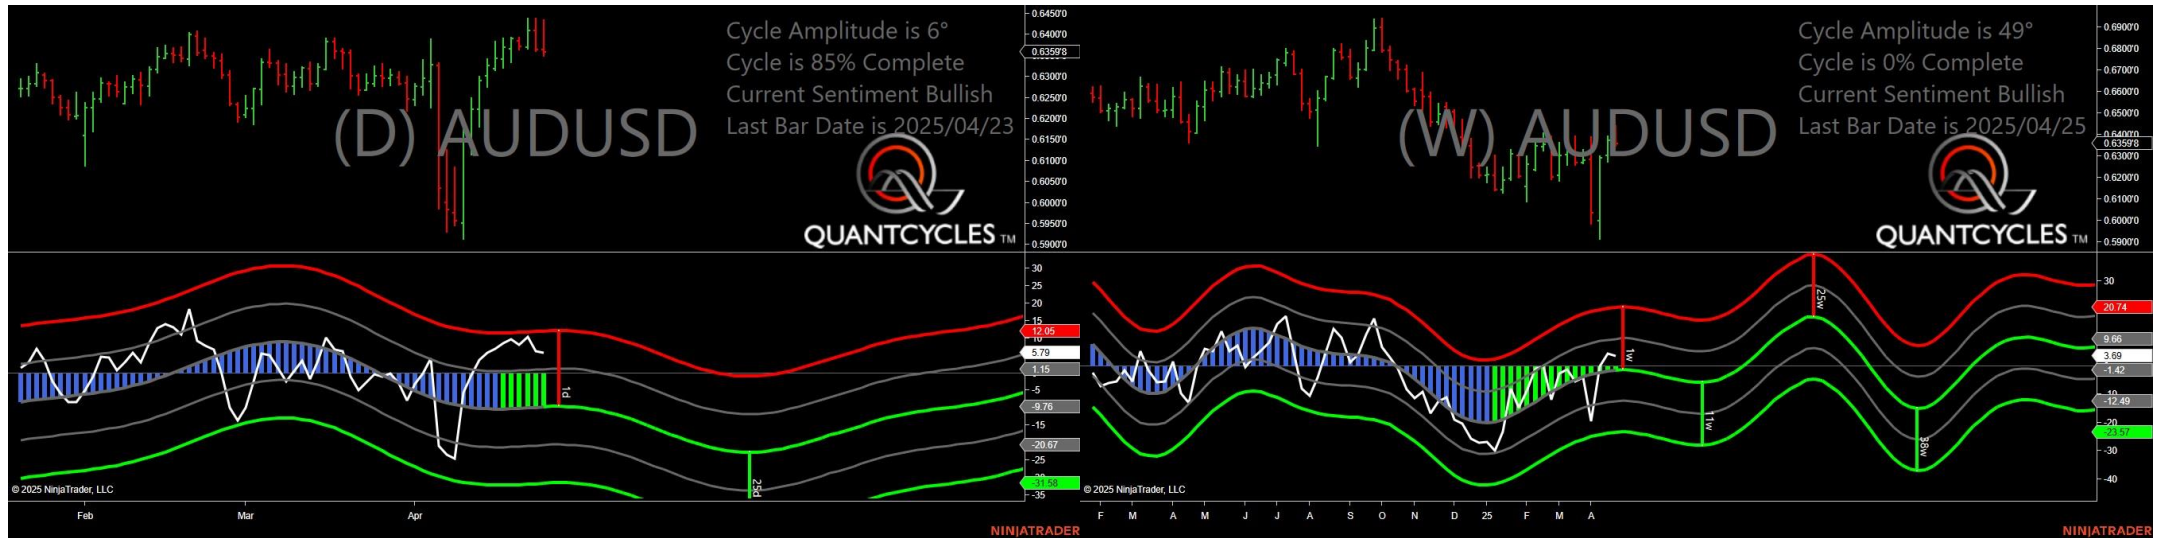 Cycle Amplitude is 6°
Cycle is 85% Complete
Current Sentiment Bullish
Last Bar Date is 2025/04/23
(D) AUDUSD
QUANTCYCLES TM
0.6450'0
0.6400'0
0.6359'8
0.6300'0
0.6250'0
0.6200'0
0.6150'0
0.6100'0
0.6050'0
0.6000'0
0.5950'0
0.5900'0
30
25
20
15
12.05
10
5.79
1.15
-5
-9.76
-15
-20.67
-25
-31.58
-35
1d
25d
© 2025 NinjaTrader, LLC
Feb Mar Apr
NINJATRADER
Cycle Amplitude is 49°
Cycle is 0% Complete
Current Sentiment Bullish
Last Bar Date is 2025/04/25
(W) AUDUSD
QUANTCYCLES TM
0.6900'0
0.6800'0
0.6700'0
0.6600'0
0.6500'0
0.6400'0
0.6359'8
0.6300'0
0.6200'0
0.6100'0
0.6000'0
0.5900'0
30
20.74
9.66
3.69
-1.42
-10
-12.49
-20
-23.57
-30
-40
1w
11w
25w
38w
© 2025 NinjaTrader, LLC
F M A M J J A S O N D 25 F M A
NINJATRADER